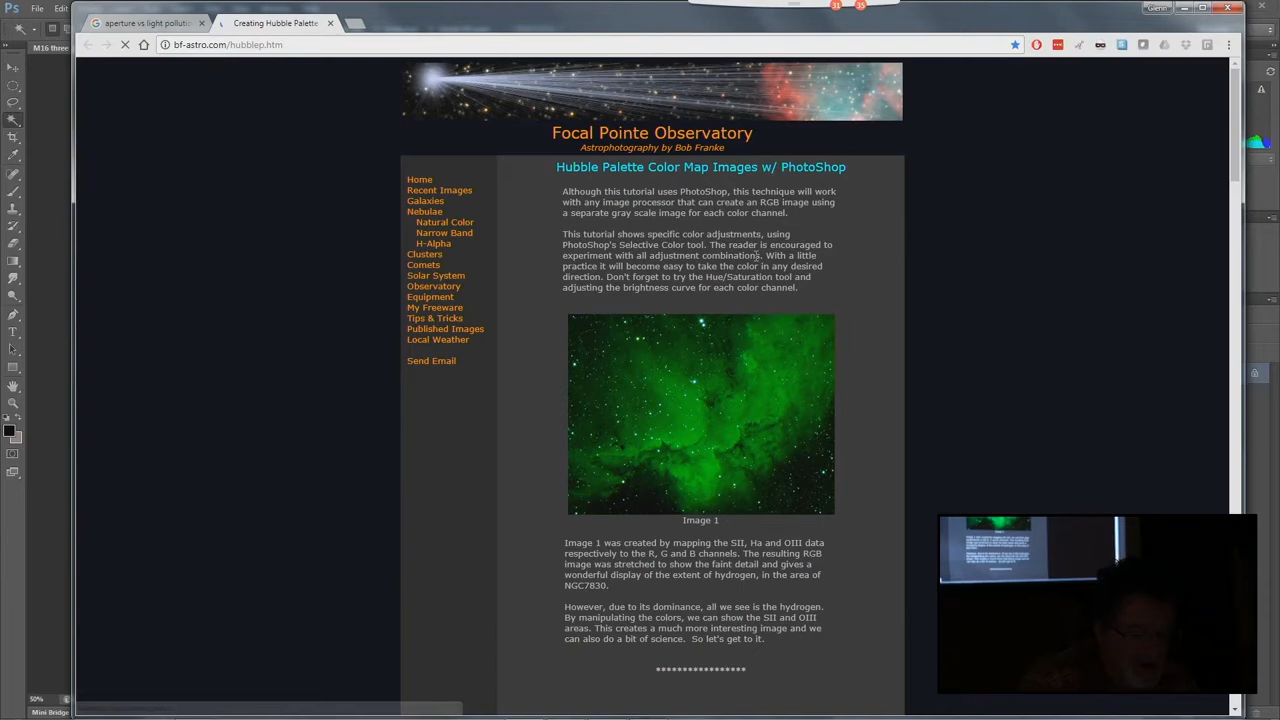 File
Ed
aperture vs light pollutio
Creating Hubble Palette
31
35
Glenn
M16 three
bf-astro.com/hubblep.htm
Focal Pointe Observatory
Astrophotography by Bob Franke
Hubble Palette Color Map Images w/ PhotoShop
Home
Recent Images
Galaxies
Nebulae
Natural Color
Narrow Band
H-Alpha
Clusters
Comets
Solar System
Observatory
Equipment
My Freeware
Tips & Tricks
Published Images
Local Weather
Send Email
Although this tutorial uses PhotoShop, this technique will work
with any image processor that can create an RGB image using
a separate gray scale image for each color channel.
This tutorial shows specific color adjustments, using
PhotoShop's Selective Color tool. The reader is encouraged to
experiment with all adjustment combinations. With a little
practice it will become easy to take the color in any desired
direction. Don't forget to try the Hue/Saturation tool and
adjusting the brightness curve for each color channel.
Image 1
Image 1 was created by mapping the SII, Ha and OIII data
respectively to the R, G and B channels. The resulting RGB
image was stretched to show the faint detail and gives a
wonderful display of the extent of hydrogen, in the area of
NGC7830.
However, due to its dominance, all we see is the hydrogen.
By manipulating the colors, we can show the SII and OIII
areas. This creates a much more interesting image and we
can also do a bit of science. So let's get to it.
*****************
50%
Mini Bridge